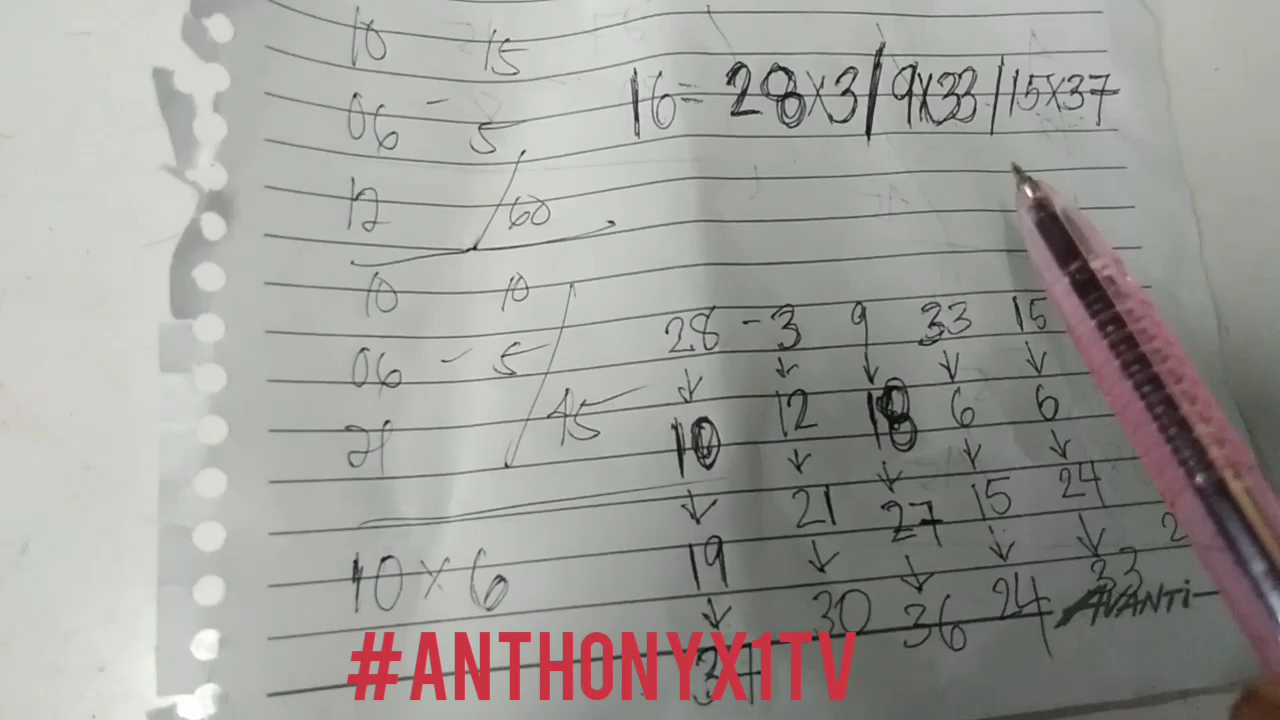 10 15
06 - 5
16 = 28x3 | 9x33 | 15x37
12 / 60
10 10
28 - 3 9 33 15
06 - 5
10 12 18 6 6
21 / 45
21 27 15 24
10 x 6
19 30 36 24 33
AVANTi-
37
#ANTHONYX1TV